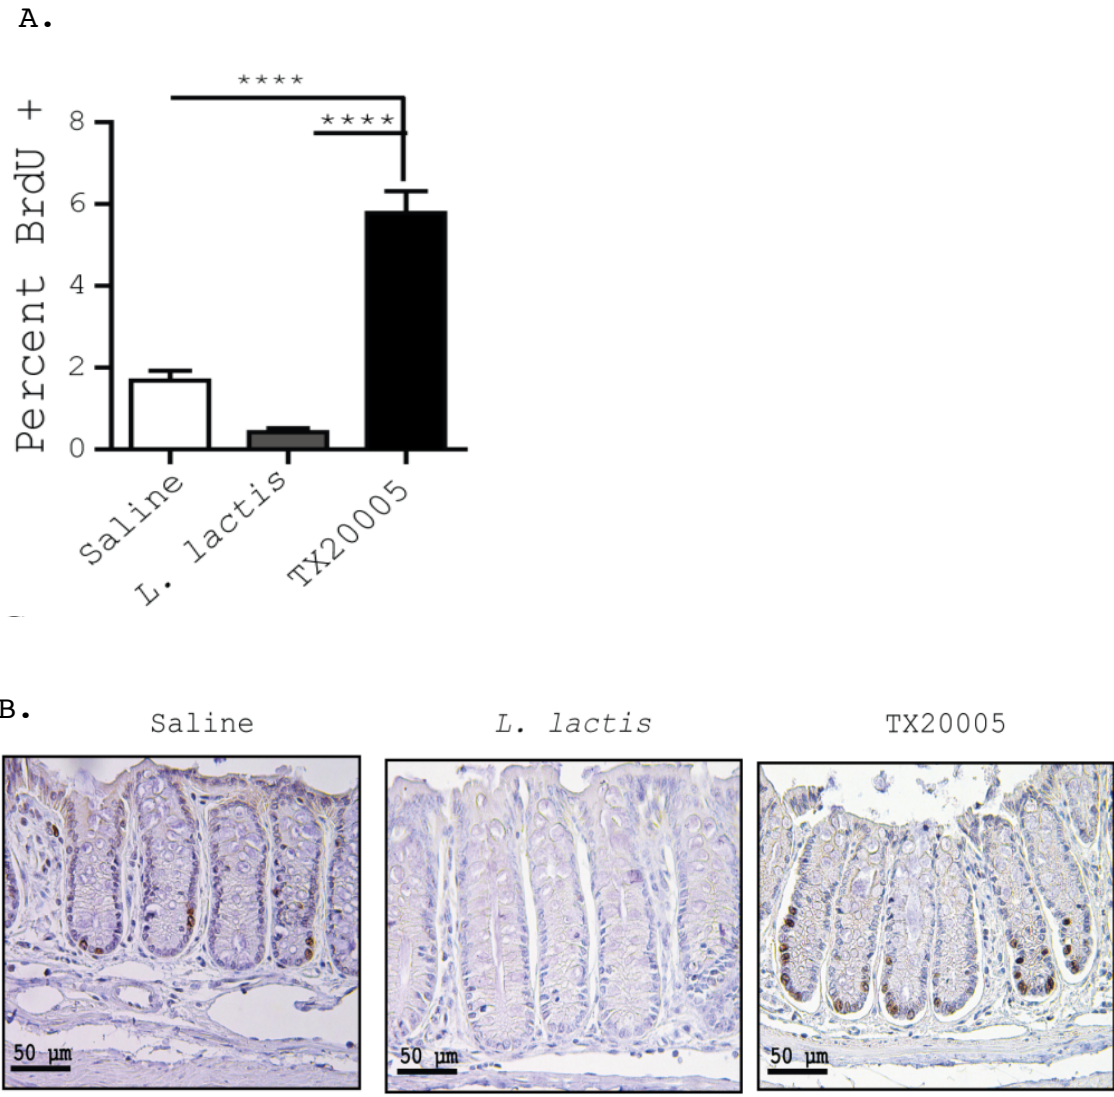 A.
****
****
Percent BrdU +
8
6
4
2
0
Saline
L. lactis
TX20005
B.
Saline
L. lactis
TX20005
50 μm
50 μm
50 μm